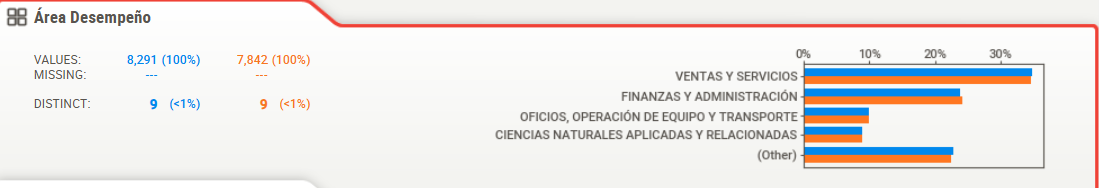 Área Desempeño
VALUES: 8,291 (100%) 7,842 (100%)
MISSING: --- ---
DISTINCT: 9 (<1%) 9 (<1%)
0% 10% 20% 30%
VENTAS Y SERVICIOS
FINANZAS Y ADMINISTRACIÓN
OFICIOS, OPERACIÓN DE EQUIPO Y TRANSPORTE
CIENCIAS NATURALES APLICADAS Y RELACIONADAS
(Other)